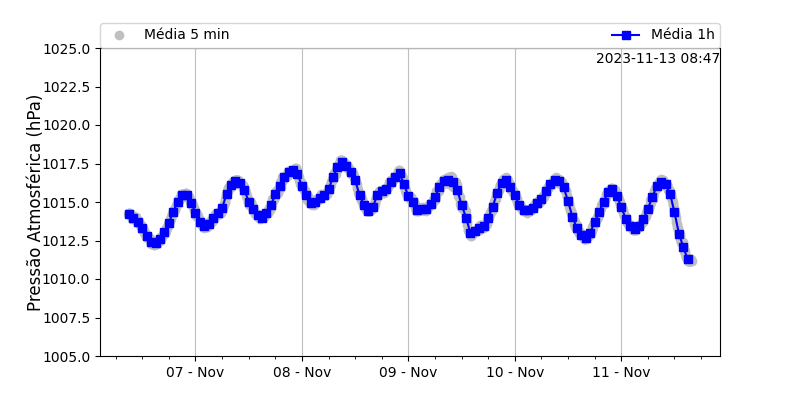 Média 5 min
Média 1h
2023-11-13 08:47
Pressão Atmosférica (hPa)
1025.0
1022.5
1020.0
1017.5
1015.0
1012.5
1010.0
1007.5
1005.0
07 - Nov
08 - Nov
09 - Nov
10 - Nov
11 - Nov